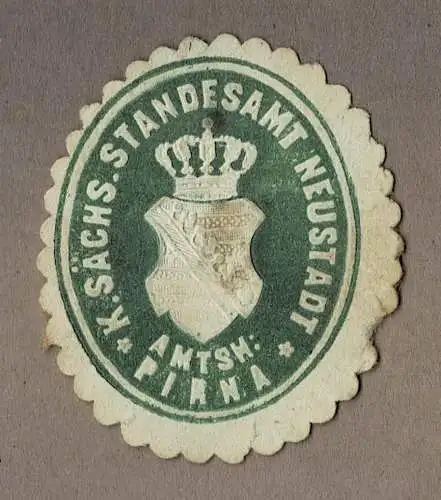 K. SÄCHS. STANDESAMT NEUSTADT
AMTSH:
PIRNA